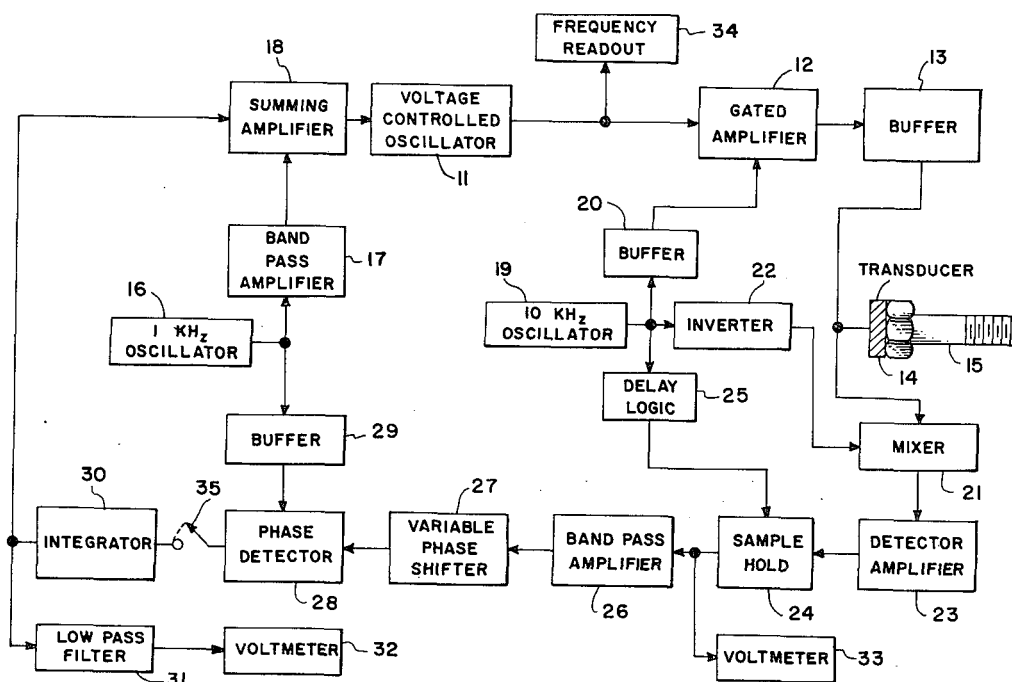 FREQUENCY
READOUT
34
18
12
13
SUMMING
AMPLIFIER
VOLTAGE
CONTROLLED
OSCILLATOR
11
GATED
AMPLIFIER
BUFFER
20
BUFFER
BAND
PASS
AMPLIFIER
17
22
TRANSDUCER
16
1 KHz
OSCILLATOR
19
10 KHz
OSCILLATOR
INVERTER
14
15
DELAY
LOGIC
25
BUFFER
29
MIXER
21
30
35
27
INTEGRATOR
PHASE
DETECTOR
28
VARIABLE
PHASE
SHIFTER
BAND PASS
AMPLIFIER
26
SAMPLE
HOLD
24
DETECTOR
AMPLIFIER
23
LOW PASS
FILTER
31
VOLTMETER
32
VOLTMETER
33